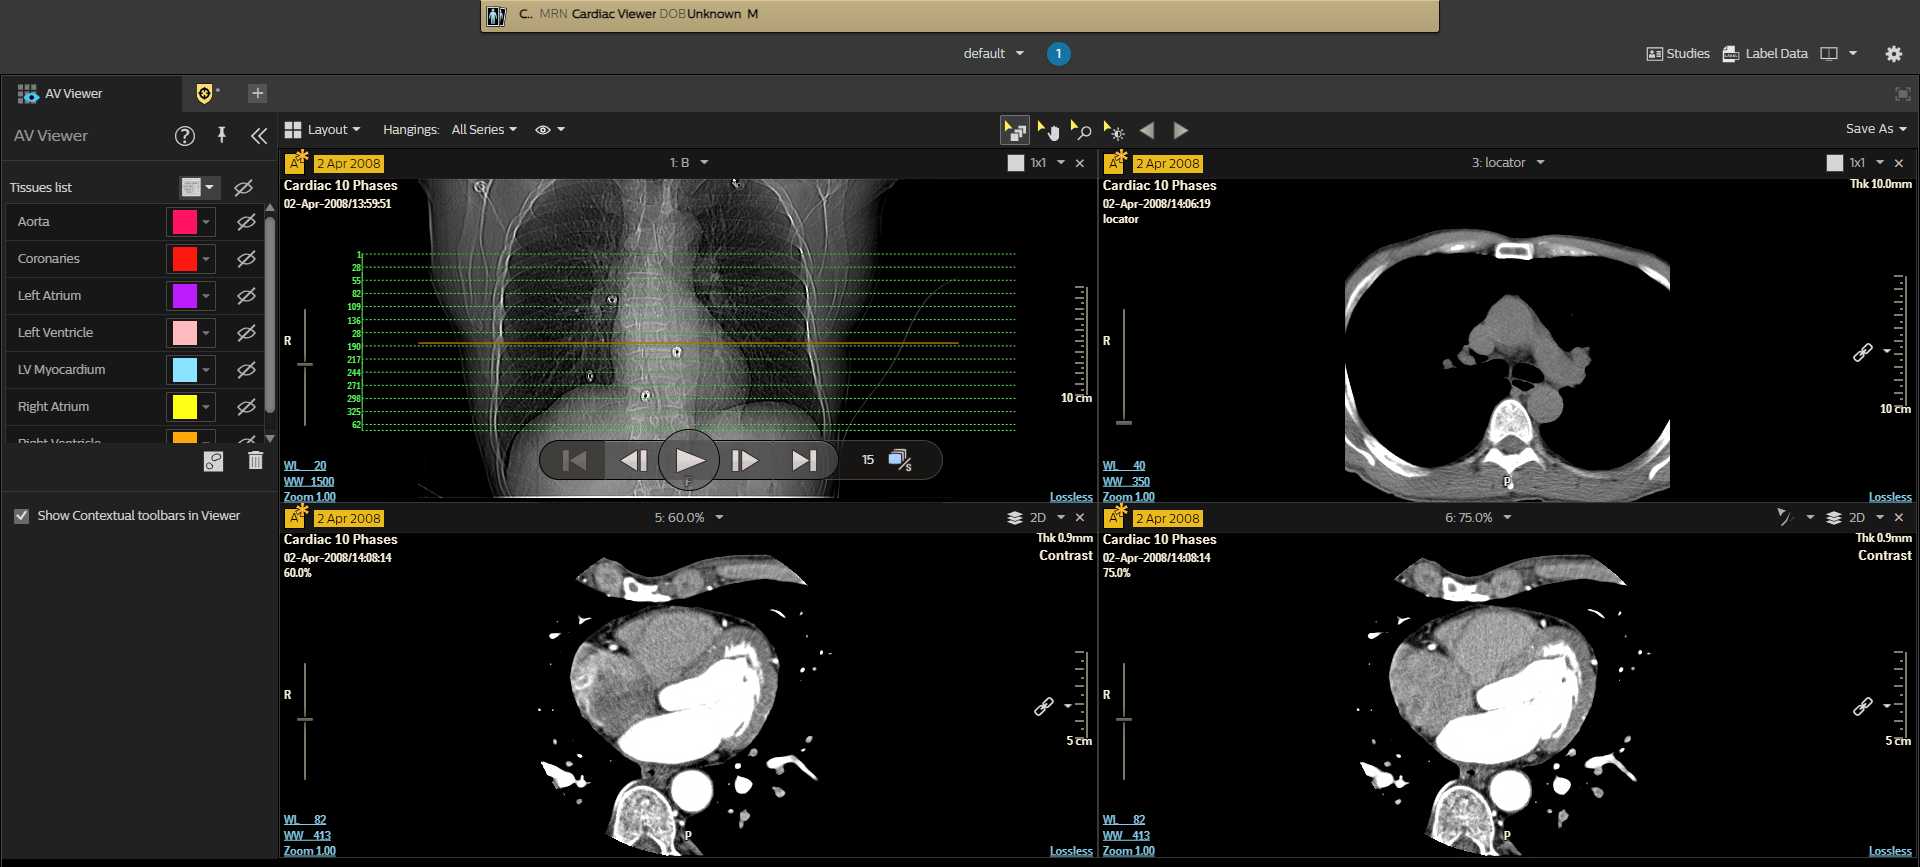 C.. MRN Cardiac Viewer DOB Unknown M
default 1
Studies Label Data
AV Viewer
AV Viewer
Layout Hangings: All Series
Save As
Tissues list
Aorta
Coronaries
Left Atrium
Left Ventricle
LV Myocardium
Right Atrium
Right Ventricle
Show Contextual toolbars in Viewer
A 2 Apr 2008 1: B 1x1
Cardiac 10 Phases
02-Apr-2008/13:59:51
1
28
55
82
109
136
28
190
217
244
271
298
325
62
R
10 cm
15
F
WL 20
WW 1500
Zoom 1.00
Lossless
A 2 Apr 2008 3: locator 1x1
Cardiac 10 Phases
Thk 10.0mm
02-Apr-2008/14:06:19
locator
R
10 cm
WL 40
WW 350
P
Zoom 1.00
Lossless
A 2 Apr 2008 5: 60.0% 2D
Cardiac 10 Phases
Thk 0.9mm
02-Apr-2008/14:08:14
Contrast
60.0%
R
5 cm
WL 82
WW 413
P
Zoom 1.00
Lossless
A 2 Apr 2008 6: 75.0% 2D
Cardiac 10 Phases
Thk 0.9mm
02-Apr-2008/14:08:14
Contrast
75.0%
R
5 cm
WL 82
WW 413
P
Zoom 1.00
Lossless